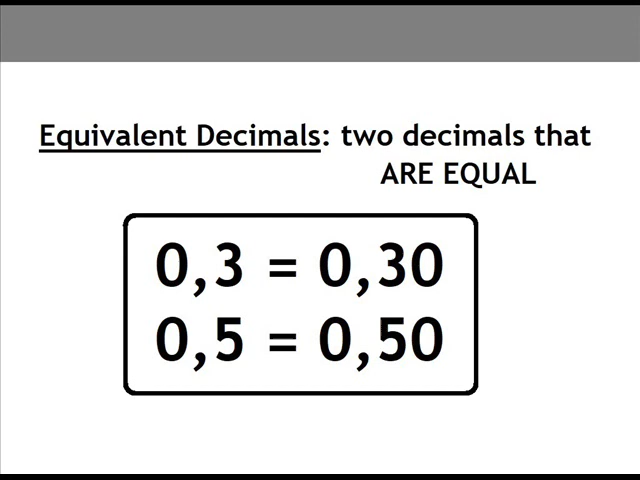 Equivalent Decimals: two decimals that
ARE EQUAL
0,3 = 0,30
0,5 = 0,50